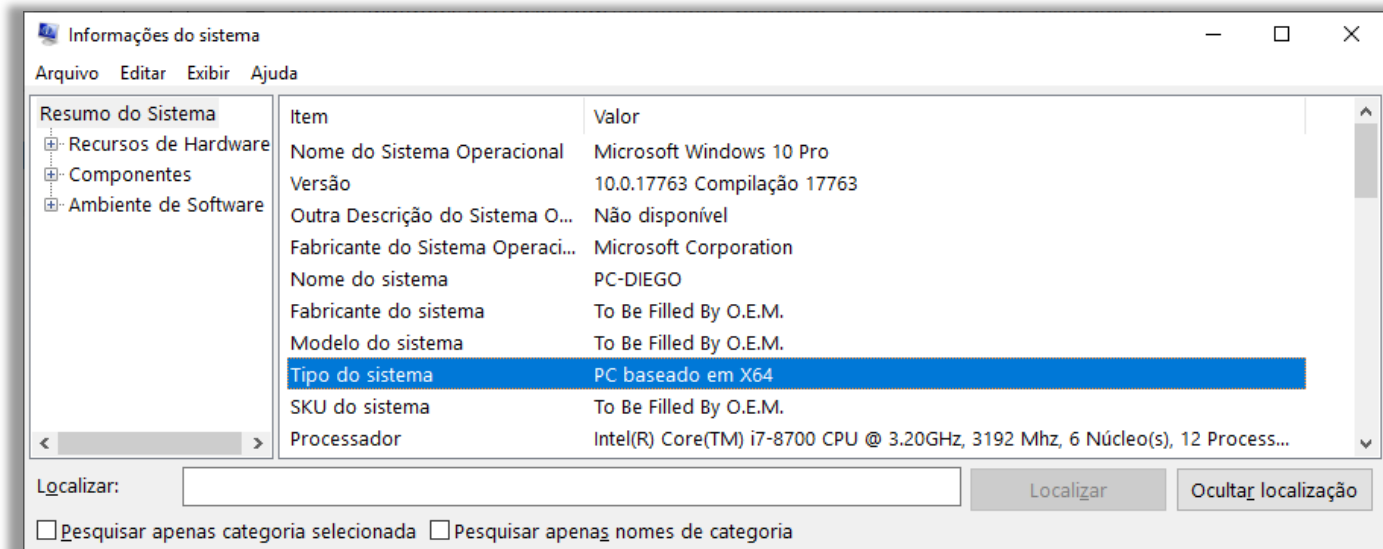 Informações do sistema
Arquivo Editar Exibir Ajuda
Resumo do Sistema
Recursos de Hardware
Componentes
Ambiente de Software
Item Valor
Nome do Sistema Operacional Microsoft Windows 10 Pro
Versão 10.0.17763 Compilação 17763
Outra Descrição do Sistema O... Não disponível
Fabricante do Sistema Operaci... Microsoft Corporation
Nome do sistema PC-DIEGO
Fabricante do sistema To Be Filled By O.E.M.
Modelo do sistema To Be Filled By O.E.M.
Tipo do sistema PC baseado em X64
SKU do sistema To Be Filled By O.E.M.
Processador Intel(R) Core(TM) i7-8700 CPU @ 3.20GHz, 3192 Mhz, 6 Núcleo(s), 12 Process...
Localizar: Localizar Ocultar localização
Pesquisar apenas categoria selecionada Pesquisar apenas nomes de categoria